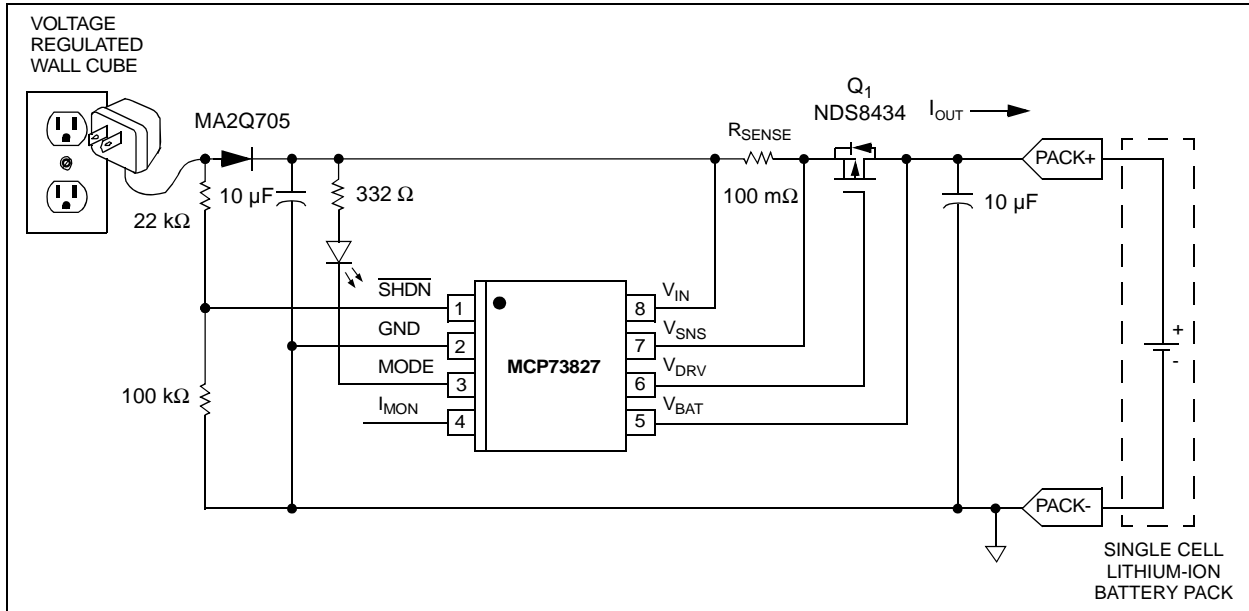 VOLTAGE
REGULATED
WALL CUBE
MA2Q705
Q1
NDS8434
IOUT
RSENSE
100 mΩ
PACK+
10 µF
332 Ω
22 kΩ
10 µF
SHDN
1
8
VIN
GND
2
7
VSNS
MODE
3
MCP73827
6
VDRV
100 kΩ
IMON
4
5
VBAT
+
-
PACK-
SINGLE CELL
LITHIUM-ION
BATTERY PACK